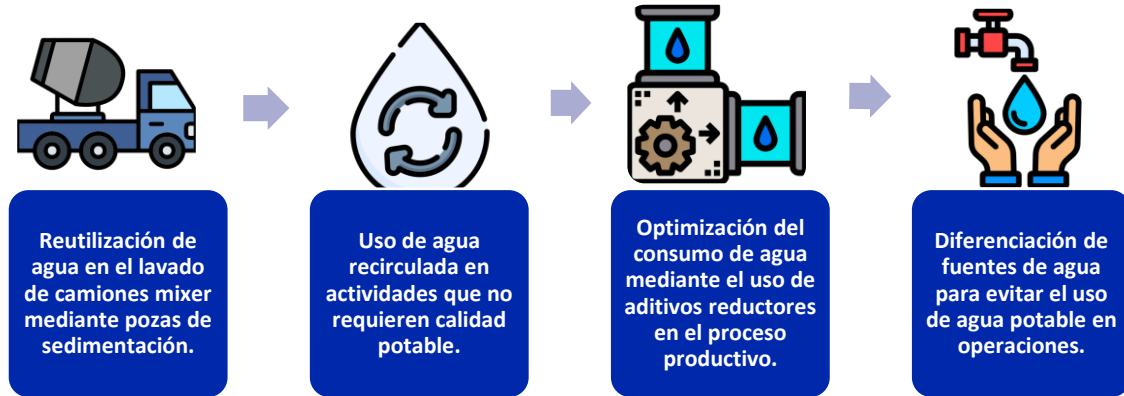 Reutilización de
agua en el lavado
de camiones mixer
mediante pozas de
sedimentación.
Uso de agua
recirculada en
actividades que no
requieren calidad
potable.
Optimización del
consumo de agua
mediante el uso de
aditivos reductores
en el proceso
productivo.
Diferenciación de
fuentes de agua
para evitar el uso
de agua potable en
operaciones.